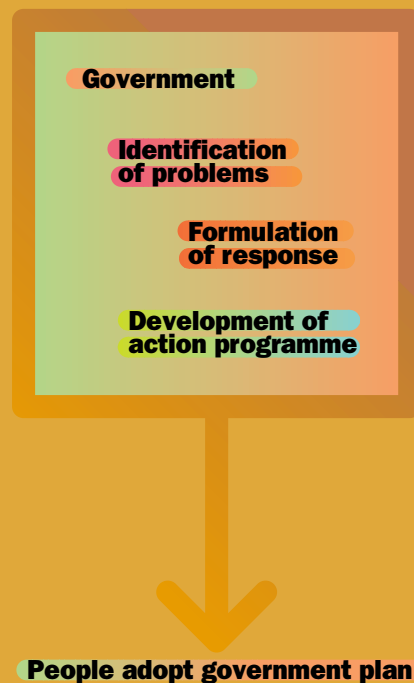 Government
Identification
of problems
Formulation
of response
Development of
action programme
People adopt government plan